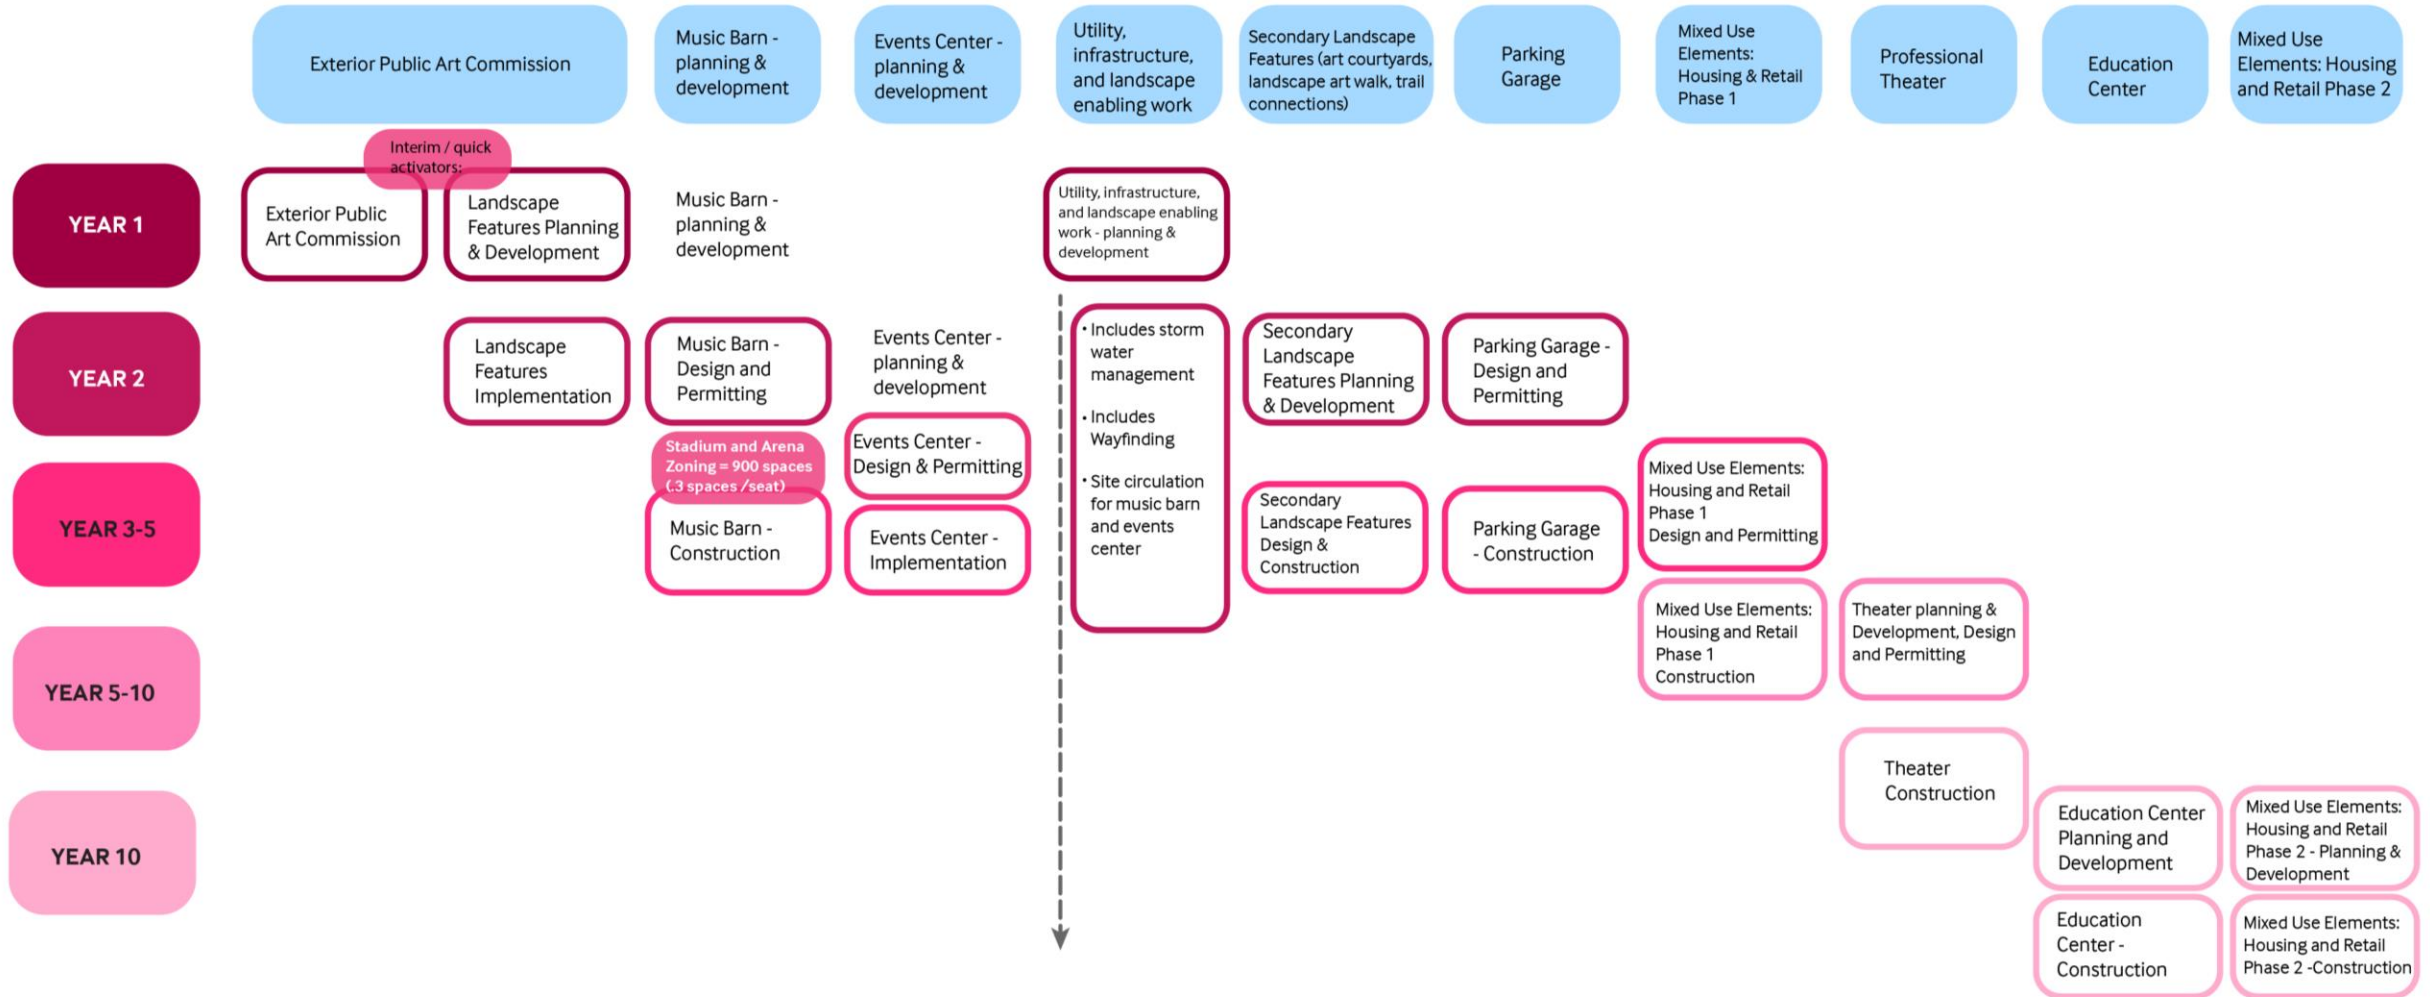 Exterior Public Art Commission
Music Barn -
planning &
development
Events Center -
planning &
development
Utility,
infrastructure,
and landscape
enabling work
Secondary Landscape
Features (art courtyards,
landscape art walk, trail
connections)
Parking
Garage
Mixed Use
Elements:
Housing & Retail
Phase 1
Professional
Theater
Education
Center
Mixed Use
Elements: Housing
and Retail Phase 2
Interim / quick
activators:
YEAR 1
Exterior Public
Art Commission
Landscape
Features Planning
& Development
Music Barn -
planning &
development
Utility, infrastructure,
and landscape enabling
work - planning &
development
YEAR 2
Landscape
Features
Implementation
Music Barn -
Design and
Permitting
Events Center -
planning &
development
• Includes storm
water
management
• Includes
Wayfinding
• Site circulation
for music barn
and events
center
Secondary
Landscape
Features Planning
& Development
Parking Garage -
Design and
Permitting
Stadium and Arena
Zoning = 900 spaces
(.3 spaces /seat)
Events Center -
Design & Permitting
YEAR 3-5
Music Barn -
Construction
Events Center -
Implementation
Secondary
Landscape Features
Design &
Construction
Parking Garage
- Construction
Mixed Use Elements:
Housing and Retail
Phase 1
Design and Permitting
YEAR 5-10
Mixed Use Elements:
Housing and Retail
Phase 1
Construction
Theater planning &
Development, Design
and Permitting
Theater
Construction
YEAR 10
Education Center
Planning and
Development
Mixed Use Elements:
Housing and Retail
Phase 2 - Planning &
Development
Education
Center -
Construction
Mixed Use Elements:
Housing and Retail
Phase 2 -Construction